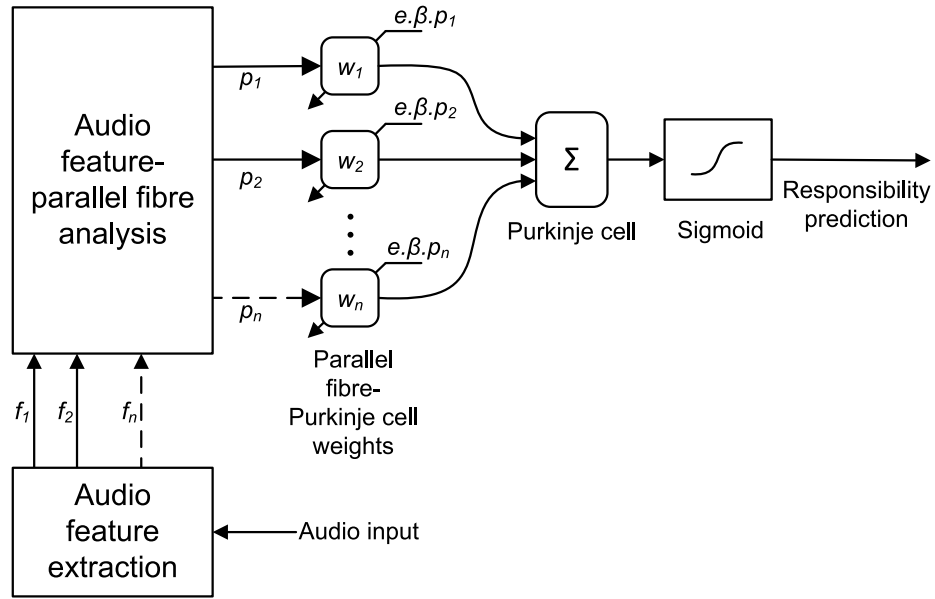 Audio
feature-
parallel fibre
analysis
p₁
w₁
e.β.p₁
p₂
w₂
e.β.p₂
pₙ
wₙ
e.β.pₙ
Parallel
fibre-
Purkinje cell
weights
Σ
Purkinje cell
Sigmoid
Responsibility
prediction
f₁
f₂
fₙ
Audio
feature
extraction
Audio input